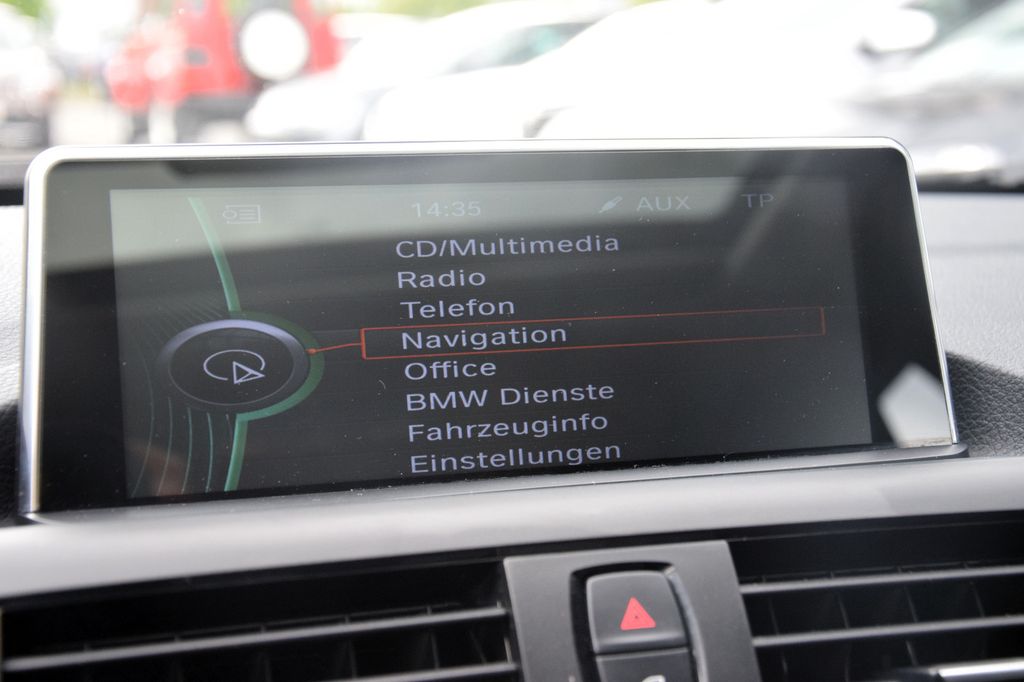 14:35 AUX TP
CD/Multimedia
Radio
Telefon
Navigation
Office
BMW Dienste
Fahrzeuginfo
Einstellungen